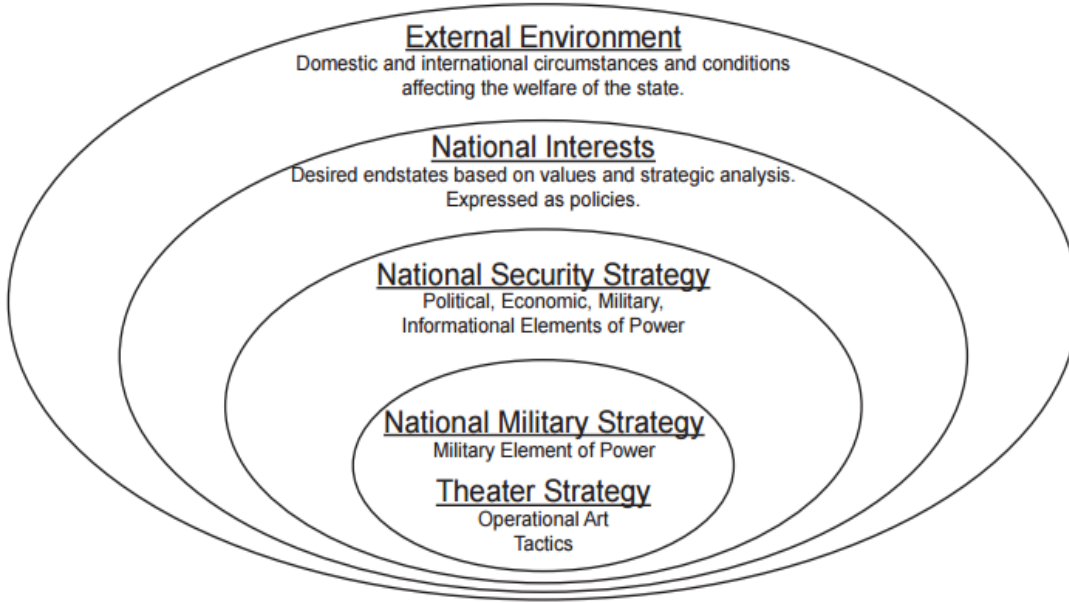 External Environment
Domestic and international circumstances and conditions
affecting the welfare of the state.
National Interests
Desired endstates based on values and strategic analysis.
Expressed as policies.
National Security Strategy
Political, Economic, Military,
Informational Elements of Power
National Military Strategy
Military Element of Power
Theater Strategy
Operational Art
Tactics